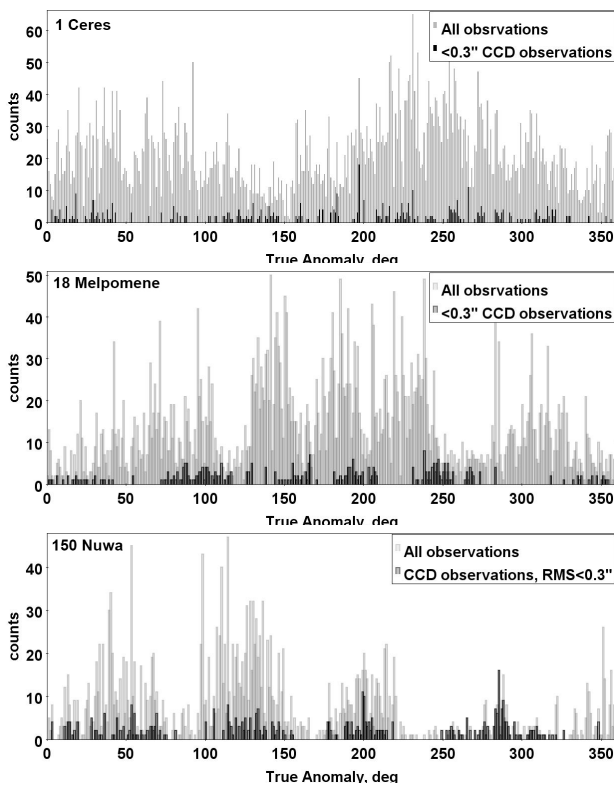 1 Ceres
All obsrvations
<0.3" CCD observations
counts
60
50
40
30
20
10
0
0 50 100 150 200 250 300 350
True Anomaly, deg
18 Melpomene
All obsrvations
<0.3" CCD observations
counts
50
40
30
20
10
0
0 50 100 150 200 250 300 350
True Anomaly, deg
150 Nuwa
All observations
CCD observations, RMS<0.3"
counts
40
30
20
10
0
0 50 100 150 200 250 300 350
True Anomaly, deg